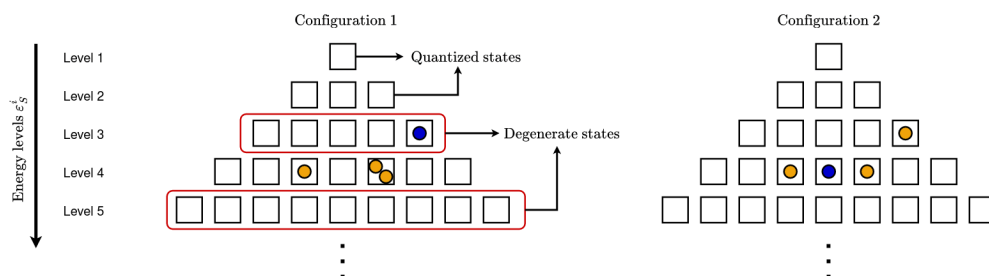 Configuration 1
Configuration 2
Level 1
Quantized states
Level 2
Level 3
Degenerate states
Level 4
Level 5
Energy levels $\varepsilon_S^i$